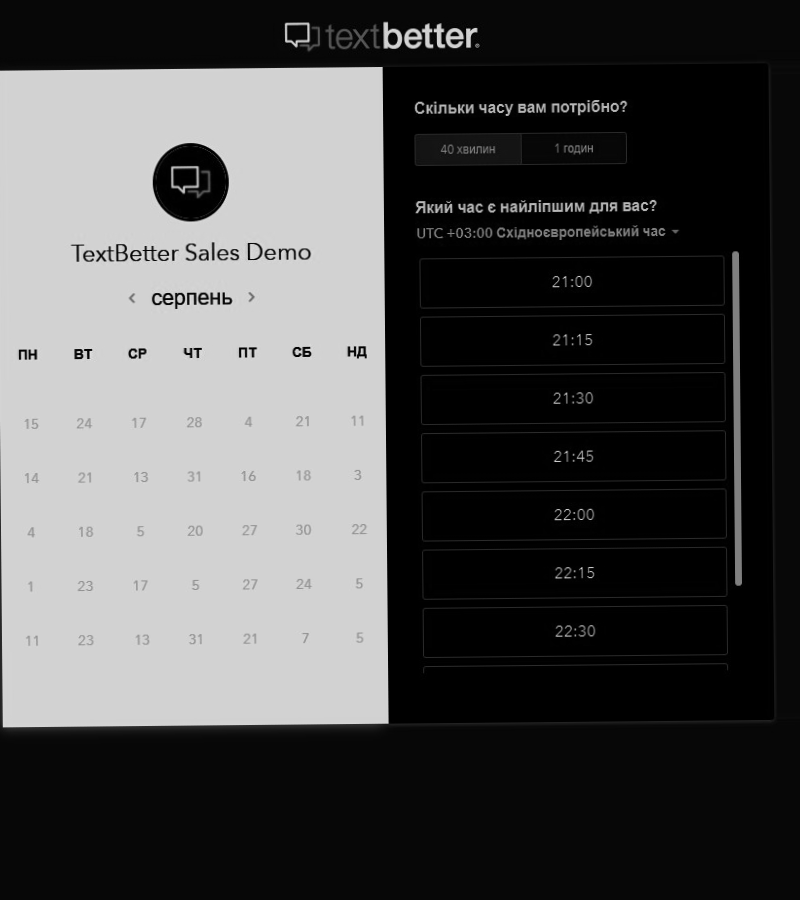 textbetter.
TextBetter Sales Demo
серпень
ПН ВТ СР ЧТ ПТ СБ НД
15 24 17 28 4 21 11
14 21 13 31 16 18 3
4 18 5 20 27 30 22
1 23 17 5 27 24 5
11 23 13 31 21 7 5
Скільки часу вам потрібно?
40 хвилин 1 годин
Який час є найліпшим для вас?
UTC +03:00 Східноєвропейський час
21:00
21:15
21:30
21:45
22:00
22:15
22:30